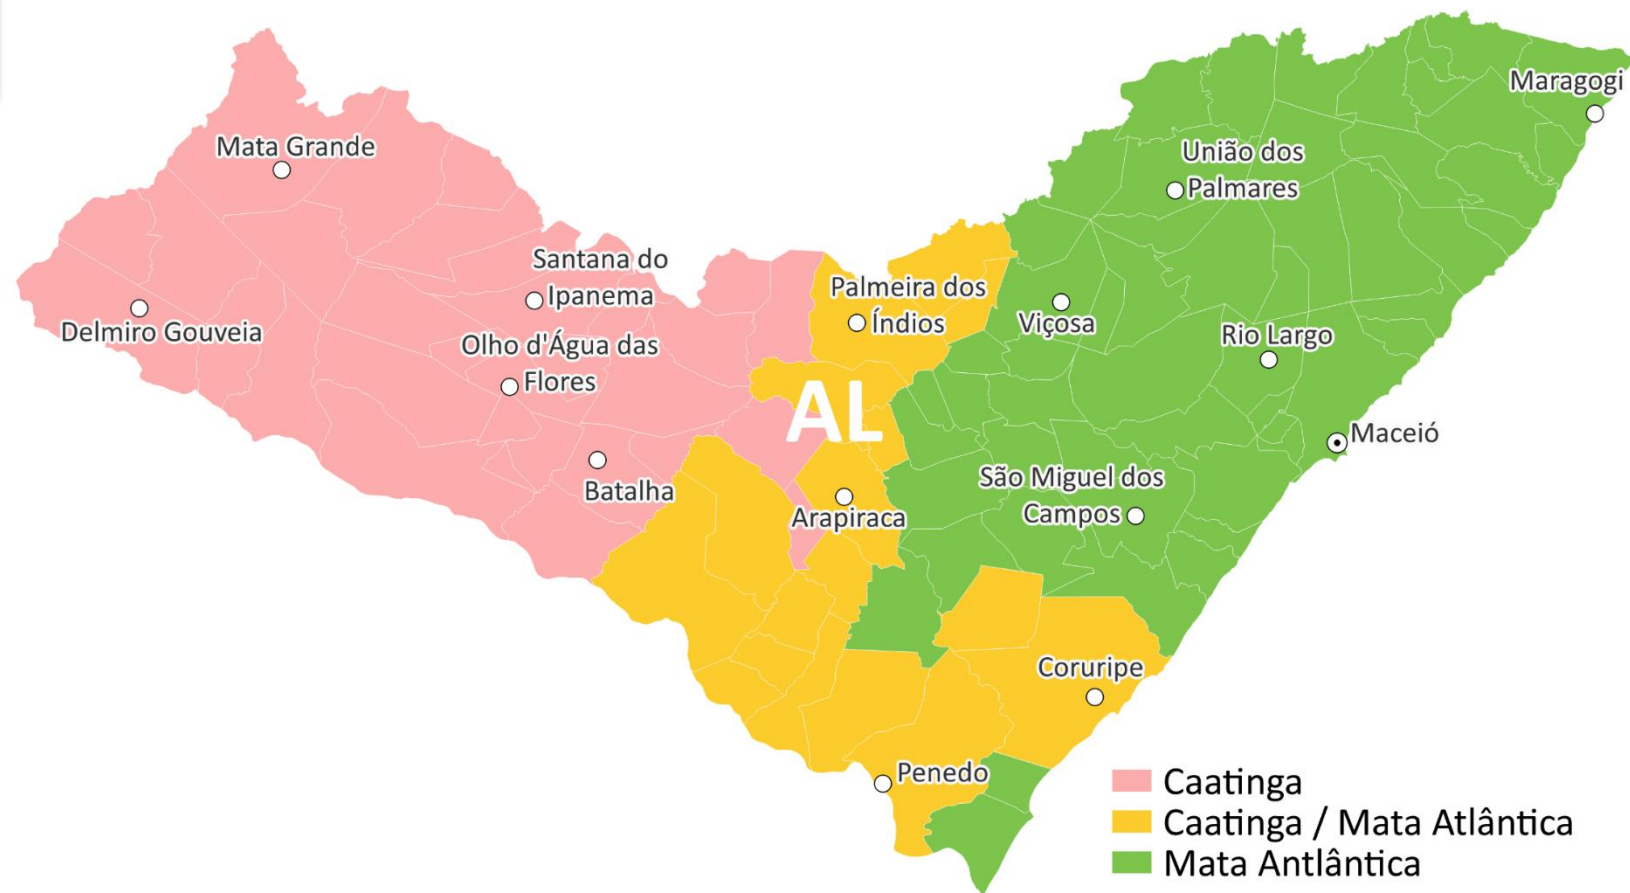 Maragogi
Mata Grande
União dos
Palmares
Santana do
Ipanema
Palmeira dos
Índios
Viçosa
Delmiro Gouveia
Olho d'Água das
Flores
Rio Largo
AL
Maceió
Batalha
São Miguel dos
Campos
Arapiraca
Coruripe
Penedo
Caatinga
Caatinga / Mata Atlântica
Mata Antlântica